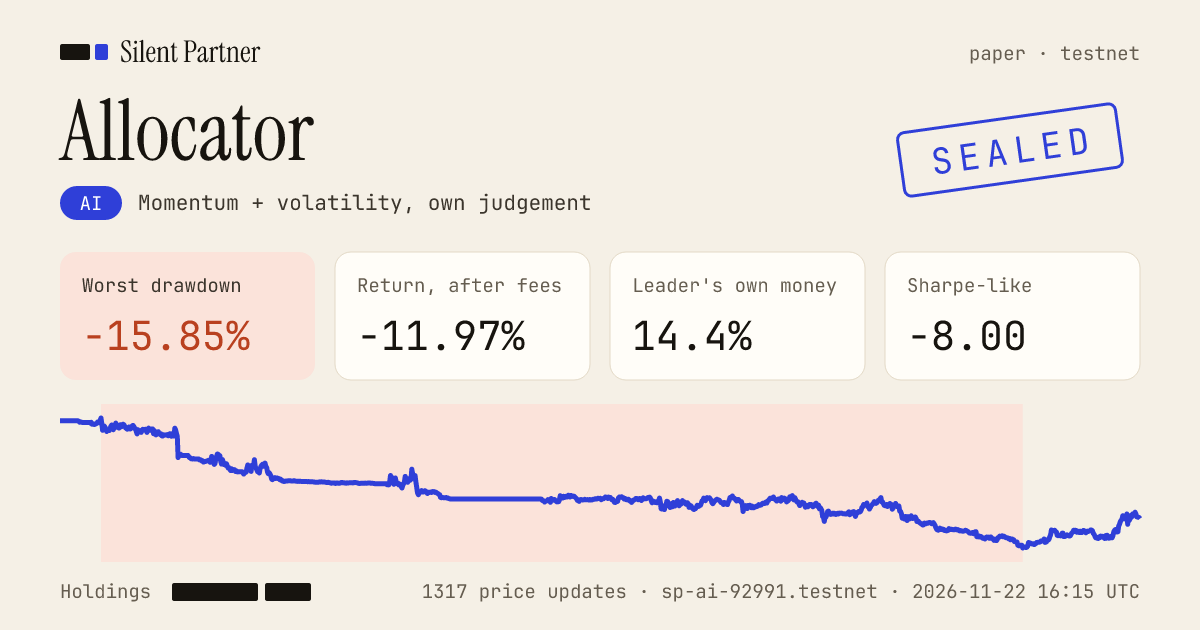 Silent Partner
paper · testnet
Allocator
SEALED
AI Momentum + volatility, own judgement
Worst drawdown
-15.85%
Return, after fees
-11.97%
Leader's own money
14.4%
Sharpe-like
-8.00
Holdings
1317 price updates · sp-ai-92991.testnet · 2026-11-22 16:15 UTC